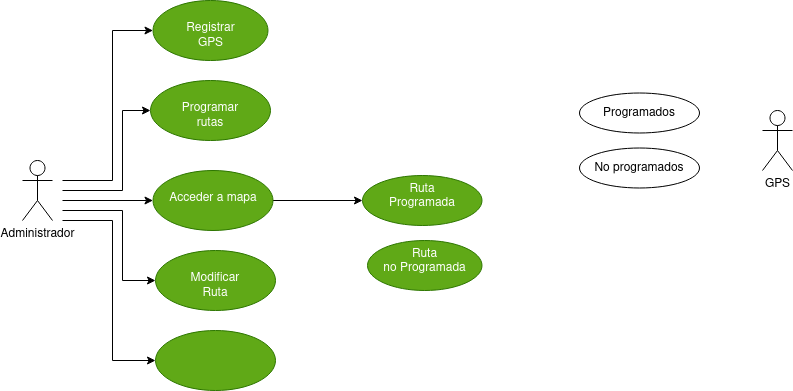 Registrar
GPS
Programar
rutas
Programados
Acceder a mapa
Ruta
Programada
No programados
GPS
Administrador
Ruta
no Programada
Modificar
Ruta